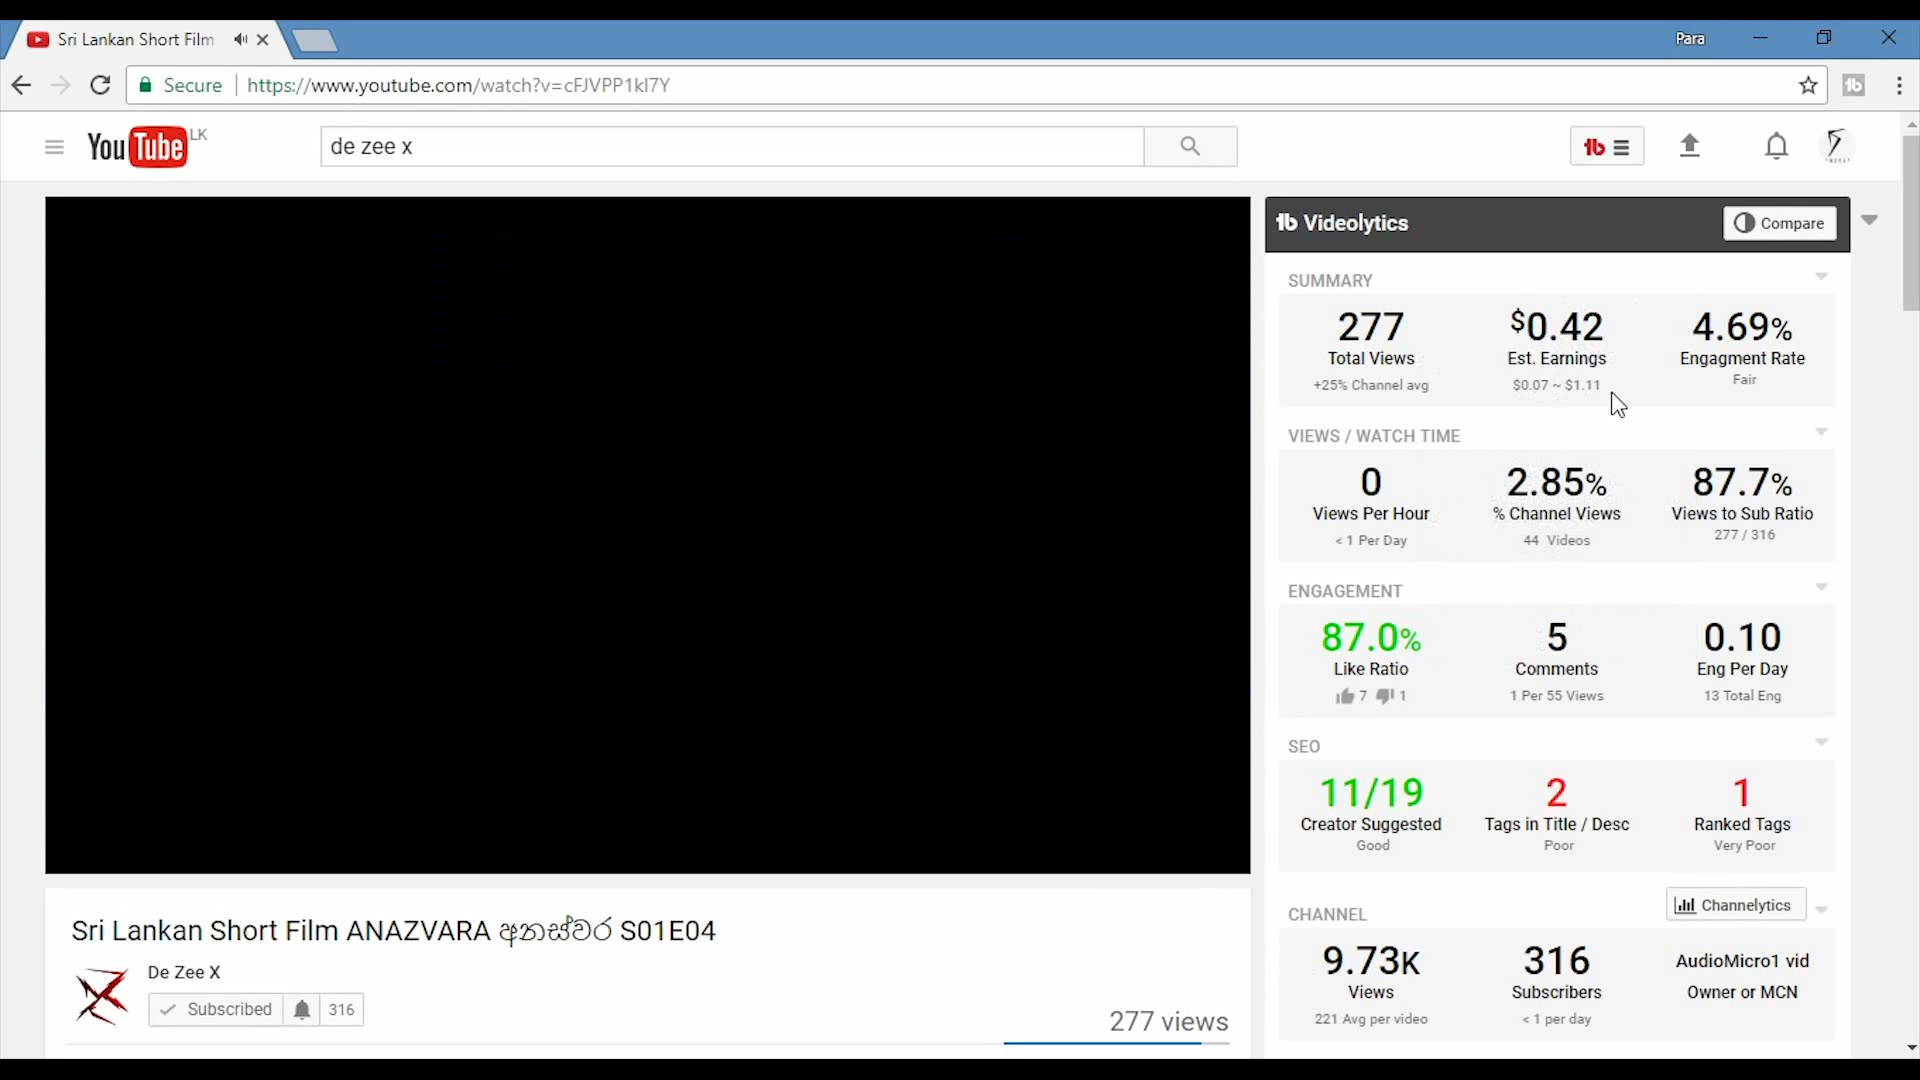 Sri Lankan Short Film
Para
Secure
https://www.youtube.com/watch?v=cFJVPP1kI7Y
YouTube LK
de zee x
Videolytics
Compare
SUMMARY
277 $0.42 4.69%
Total Views Est. Earnings Engagment Rate
+25% Channel avg $0.07 ~ $1.11 Fair
VIEWS / WATCH TIME
0 2.85% 87.7%
Views Per Hour % Channel Views Views to Sub Ratio
< 1 Per Day 44 Videos 277 / 316
ENGAGEMENT
87.0% 5 0.10
Like Ratio Comments Eng Per Day
7 1 1 Per 55 Views 13 Total Eng
SEO
11/19 2 1
Creator Suggested Tags in Title / Desc Ranked Tags
Good Poor Very Poor
CHANNEL Channelytics
9.73K 316 AudioMicro1 vid
Views Subscribers Owner or MCN
221 Avg per video < 1 per day
Sri Lankan Short Film ANAZVARA අනස්වර S01E04
De Zee X
Subscribed 316
277 views